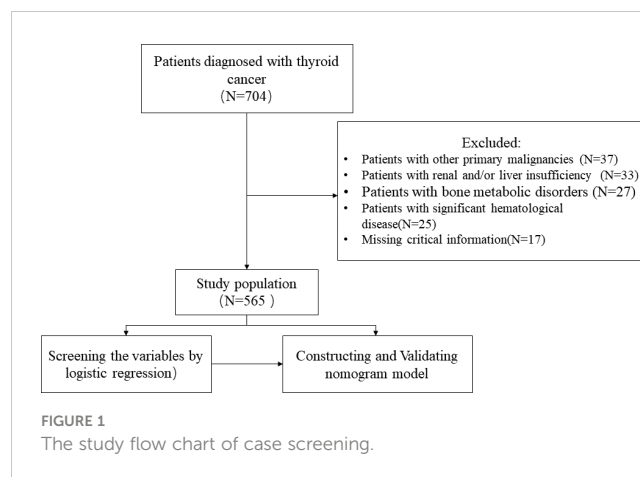 Patients diagnosed with thyroid
cancer
(N=704)
Excluded:
• Patients with other primary malignancies (N=37)
• Patients with renal and/or liver insufficiency (N=33)
• Patients with bone metabolic disorders (N=27)
• Patients with significant hematological
disease(N=25)
• Missing critical information(N=17)
Study population
(N=565 )
Screening the variables by
logistic regression)
Constructing and Validating
nomogram model
FIGURE 1
The study flow chart of case screening.